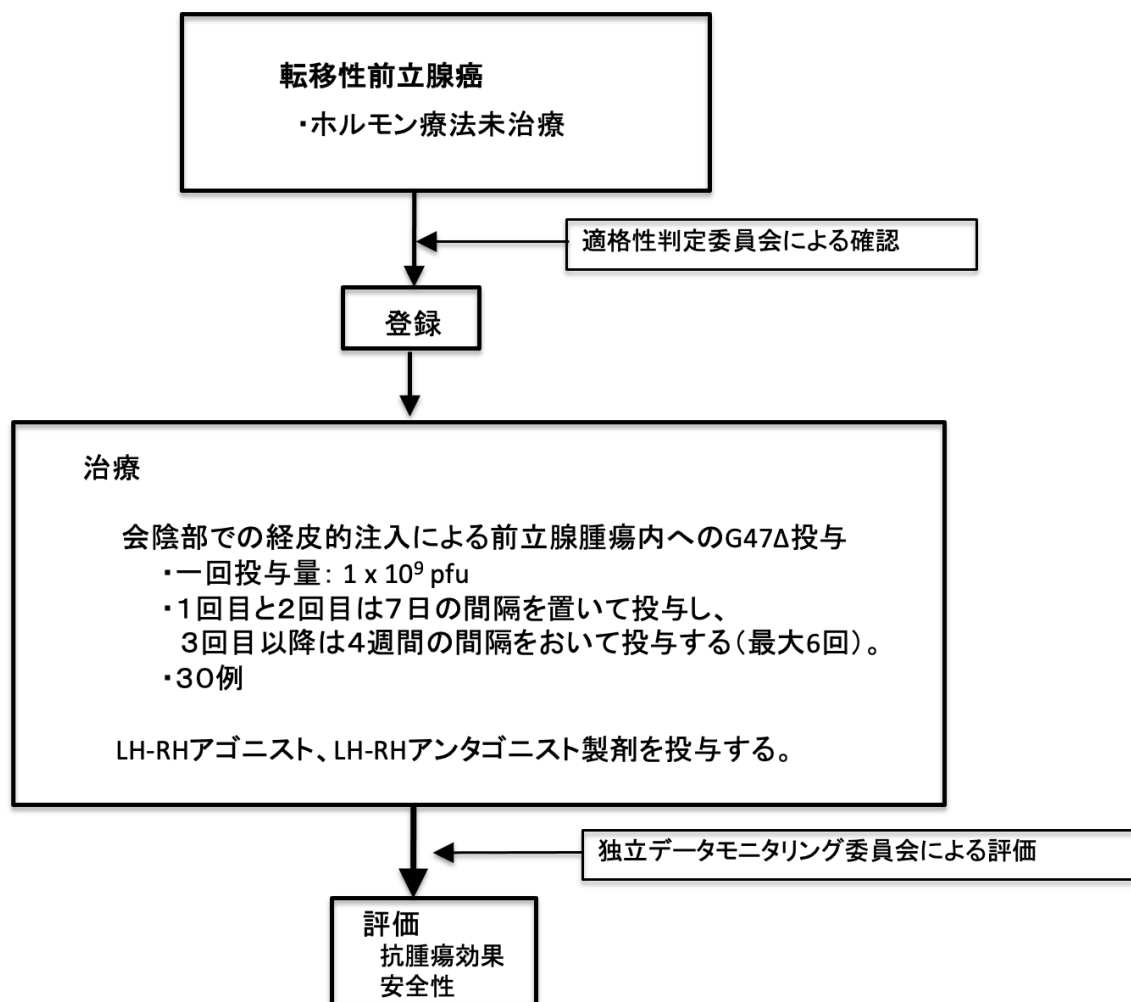 転移性前立腺癌
・ホルモン療法未治療
適格性判定委員会による確認
登録
治療
会陰部での経皮的注入による前立腺腫瘍内へのG47Δ投与
・一回投与量: 1 x 10⁹ pfu
・1回目と2回目は7日の間隔を置いて投与し、
3回目以降は4週間の間隔をおいて投与する(最大6回)。
・30例
LH-RHアゴニスト、LH-RHアンタゴニスト製剤を投与する。
独立データモニタリング委員会による評価
評価
抗腫瘍効果
安全性